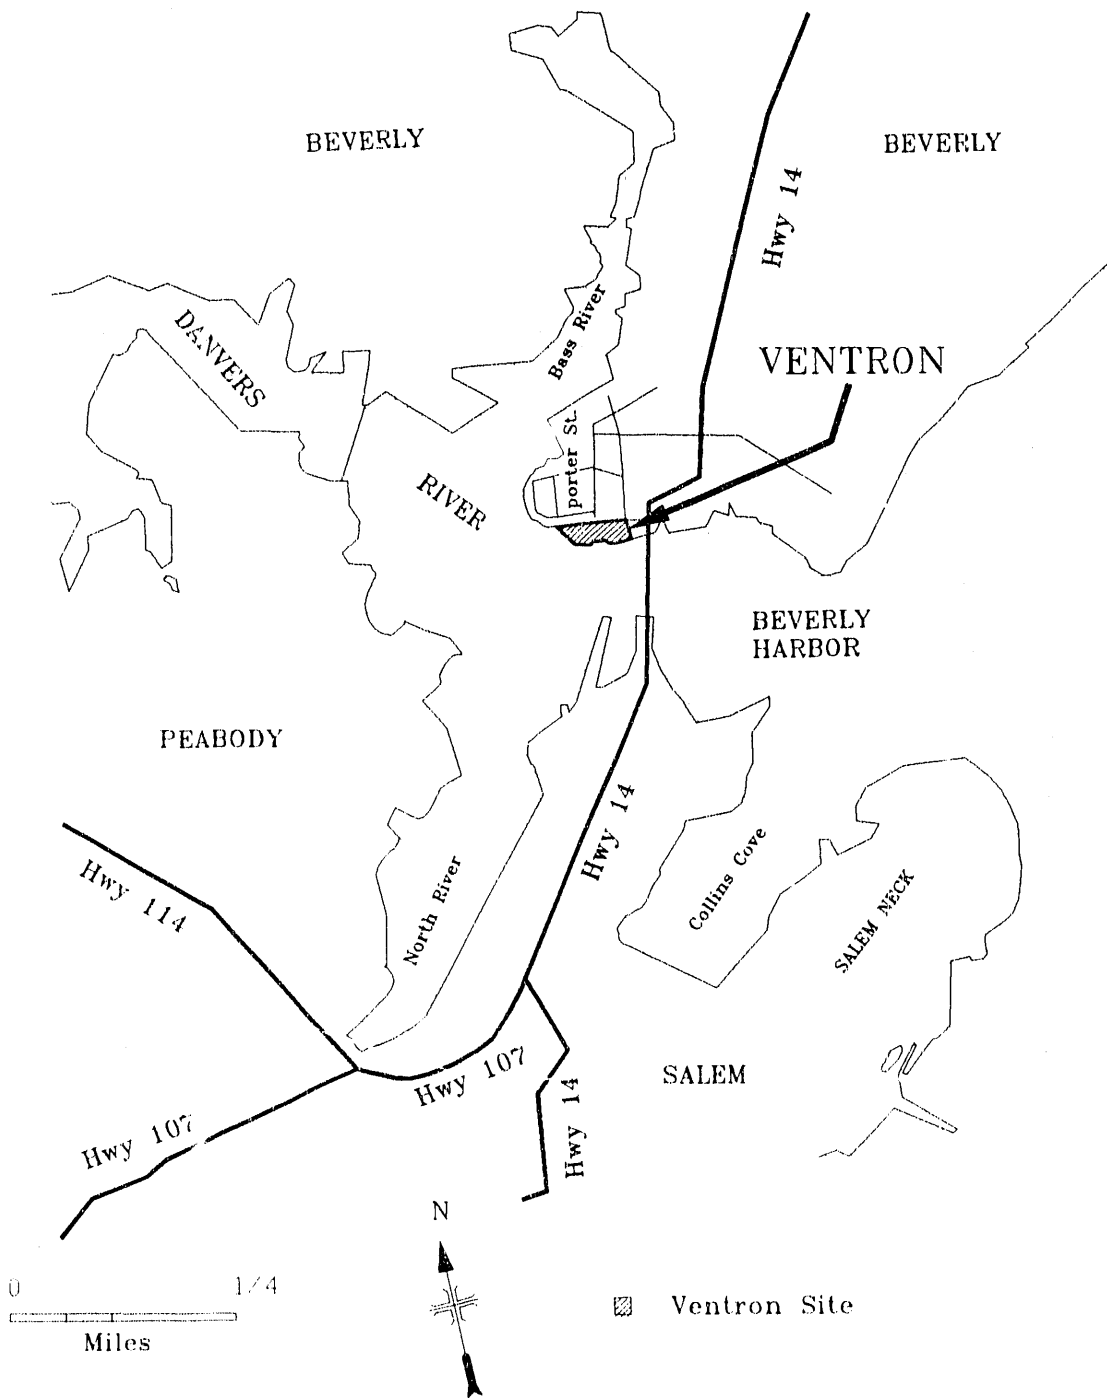 BEVERLY
BEVERLY
Hwy 14
Bass River
DANVERS
VENTRON
porter St.
RIVER
BEVERLY
HARBOR
PEABODY
Hwy 14
Collins Cove
Hwy 114
North River
SALEM NECK
SALEM
Hwy 107
Hwy 14
Hwy 107
N
0 1/4
Miles
Ventron Site